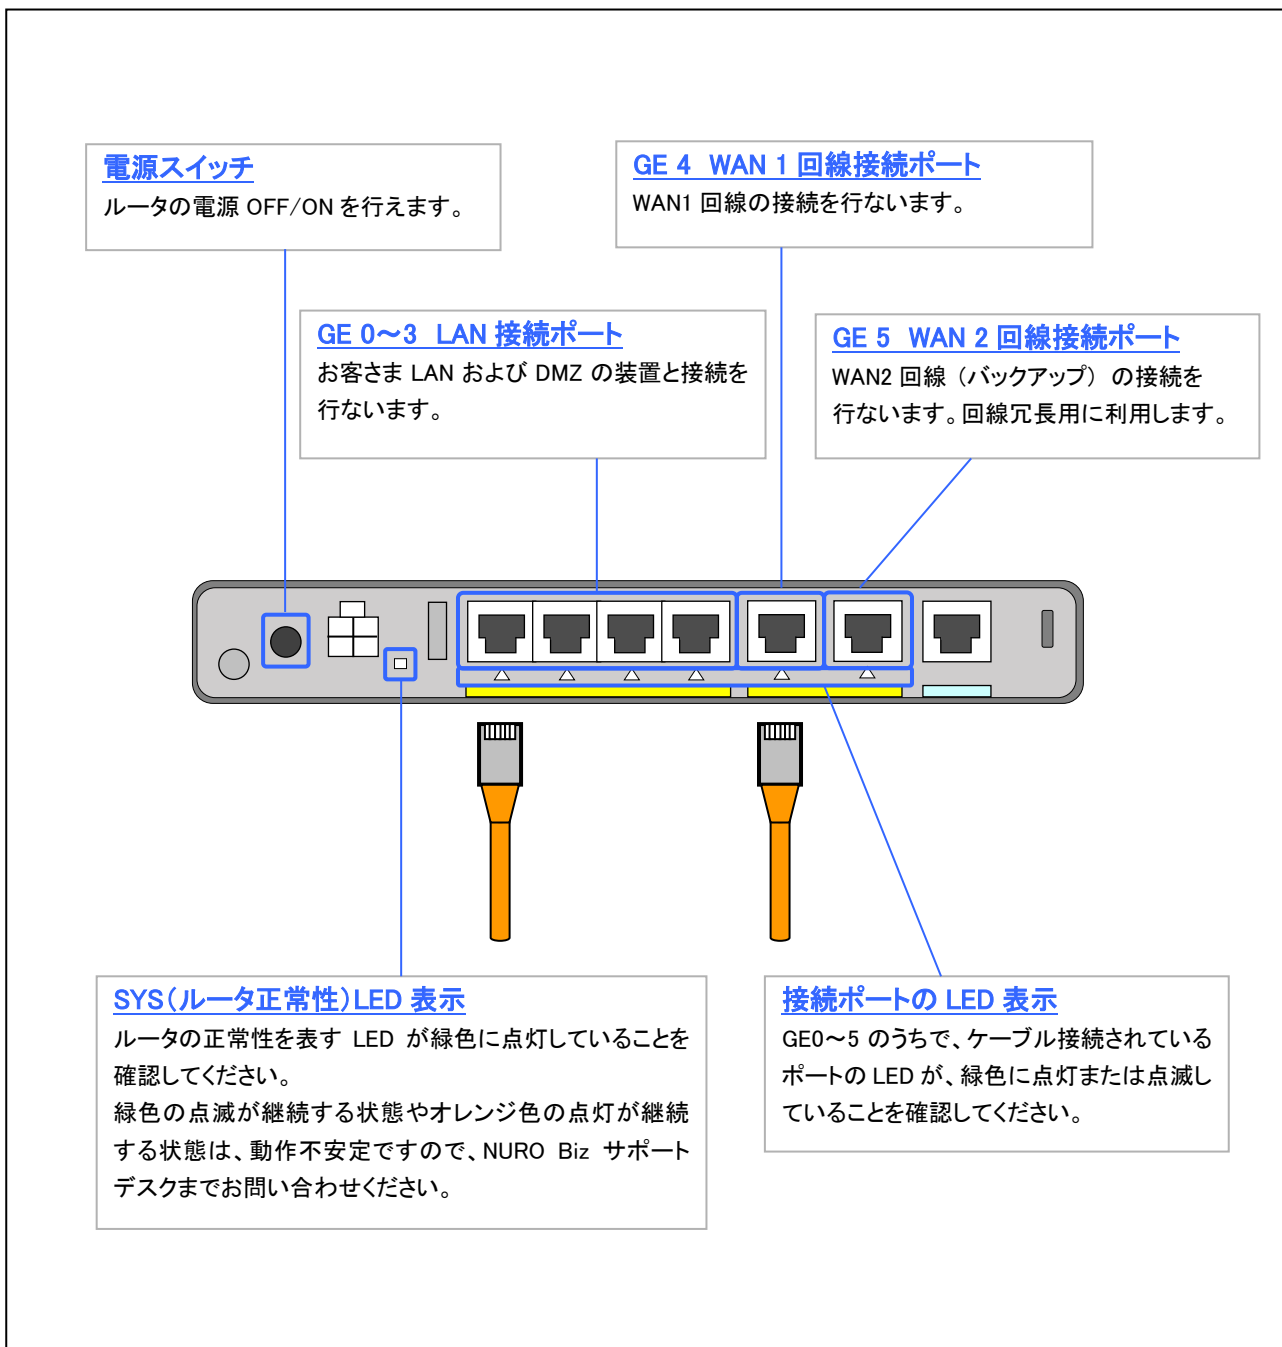 電源スイッチ
ルータの電源 OFF/ON を行えます。
GE 4 WAN 1 回線接続ポート
WAN1 回線の接続を行ないます。
GE 0～3 LAN 接続ポート
お客さま LAN および DMZ の装置と接続を
行ないます。
GE 5 WAN 2 回線接続ポート
WAN2 回線（バックアップ）の接続を
行ないます。回線冗長用に利用します。
SYS（ルータ正常性）LED 表示
ルータの正常性を表す LED が緑色に点灯していることを
確認してください。
緑色の点滅が継続する状態やオレンジ色の点灯が継続
する状態は、動作不安定ですので、NURO Biz サポート
デスクまでお問い合わせください。
接続ポートの LED 表示
GE0～5 のうちで、ケーブル接続されている
ポートの LED が、緑色に点灯または点滅し
ていることを確認してください。